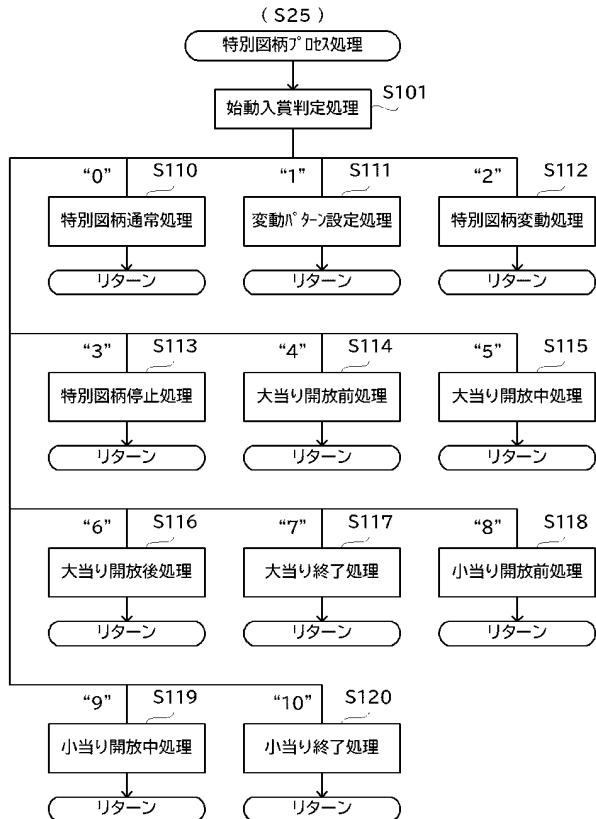 (S25)
特別図柄ﾌﾟﾛｾｽ処理
S101
始動入賞判定処理
“0” S110 “1” S111 “2” S112
特別図柄通常処理 変動ﾊﾟﾀｰﾝ設定処理 特別図柄変動処理
リターン リターン リターン
“3” S113 “4” S114 “5” S115
特別図柄停止処理 大当り開放前処理 大当り開放中処理
リターン リターン リターン
“6” S116 “7” S117 “8” S118
大当り開放後処理 大当り終了処理 小当り開放前処理
リターン リターン リターン
“9” S119 “10” S120
小当り開放中処理 小当り終了処理
リターン リターン